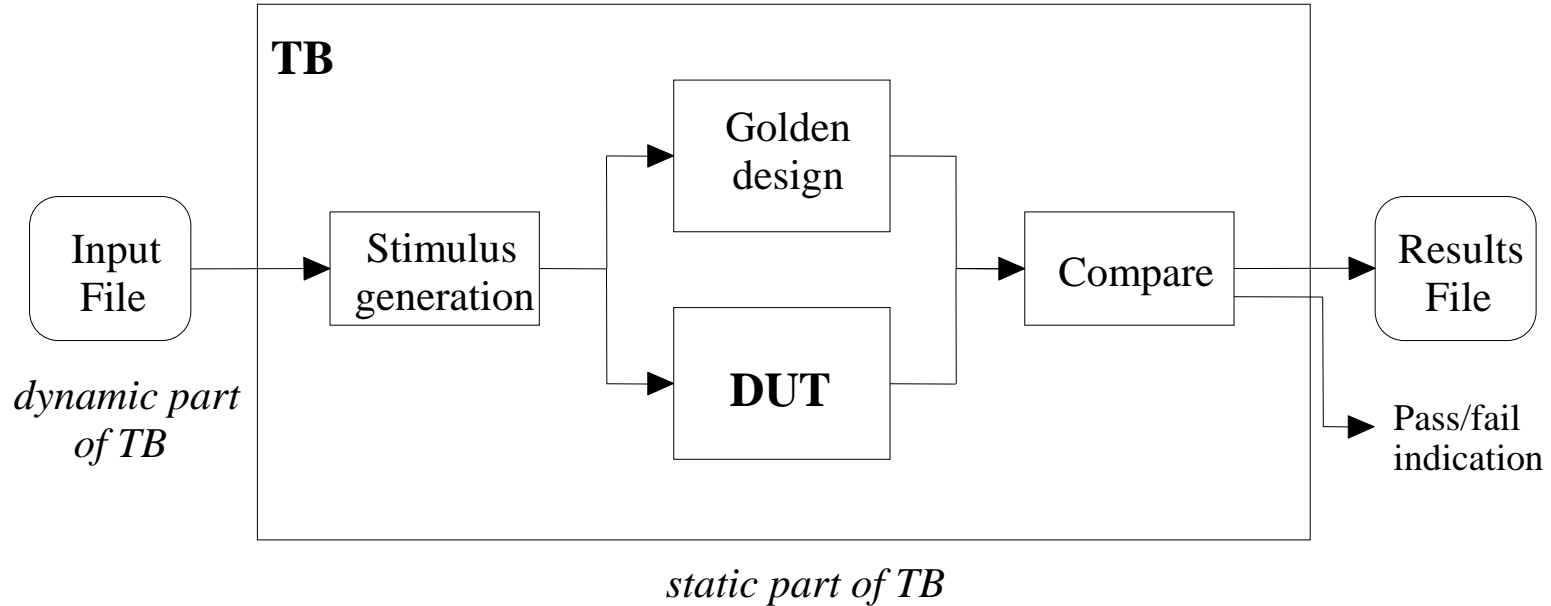 TB
Input
File
dynamic part
of TB
Stimulus
generation
Golden
design
DUT
Compare
Results
File
Pass/fail
indication
static part of TB